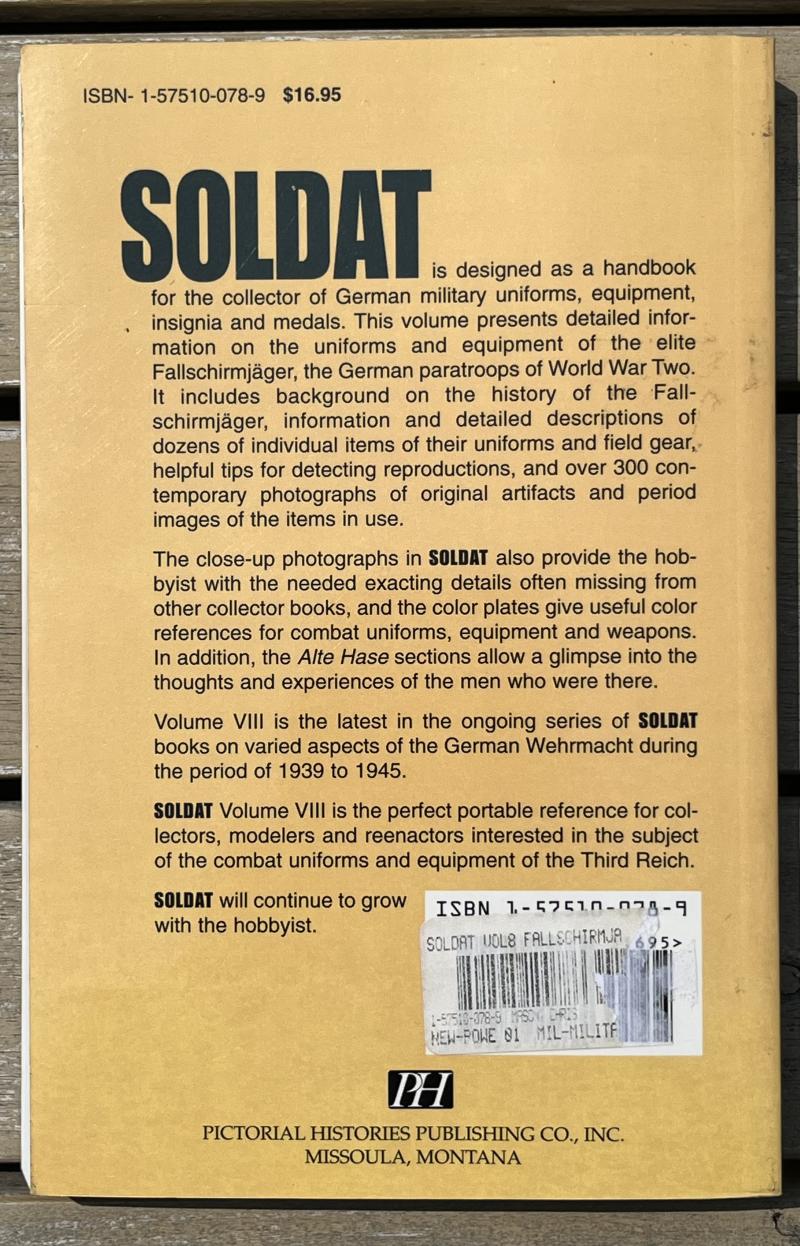 ISBN- 1-57510-078-9 $16.95
SOLDAT is designed as a handbook
for the collector of German military uniforms, equipment,
insignia and medals. This volume presents detailed infor-
mation on the uniforms and equipment of the elite
Fallschirmjäger, the German paratroops of World War Two.
It includes background on the history of the Fall-
schirmjäger, information and detailed descriptions of
dozens of individual items of their uniforms and field gear,
helpful tips for detecting reproductions, and over 300 con-
temporary photographs of original artifacts and period
images of the items in use.
The close-up photographs in SOLDAT also provide the hob-
byist with the needed exacting details often missing from
other collector books, and the color plates give useful color
references for combat uniforms, equipment and weapons.
In addition, the Alte Hase sections allow a glimpse into the
thoughts and experiences of the men who were there.
Volume VIII is the latest in the ongoing series of SOLDAT
books on varied aspects of the German Wehrmacht during
the period of 1939 to 1945.
SOLDAT Volume VIII is the perfect portable reference for col-
lectors, modelers and reenactors interested in the subject
of the combat uniforms and equipment of the Third Reich.
SOLDAT will continue to grow
with the hobbyist.
ISBN 1-57510-078-9
SOLDAT VOL8 FALLSCHIRMJA
695>
1-57510-078-9 CHRIS
NEW-POWE 01 MIL-MILITA
PH
PICTORIAL HISTORIES PUBLISHING CO., INC.
MISSOULA, MONTANA